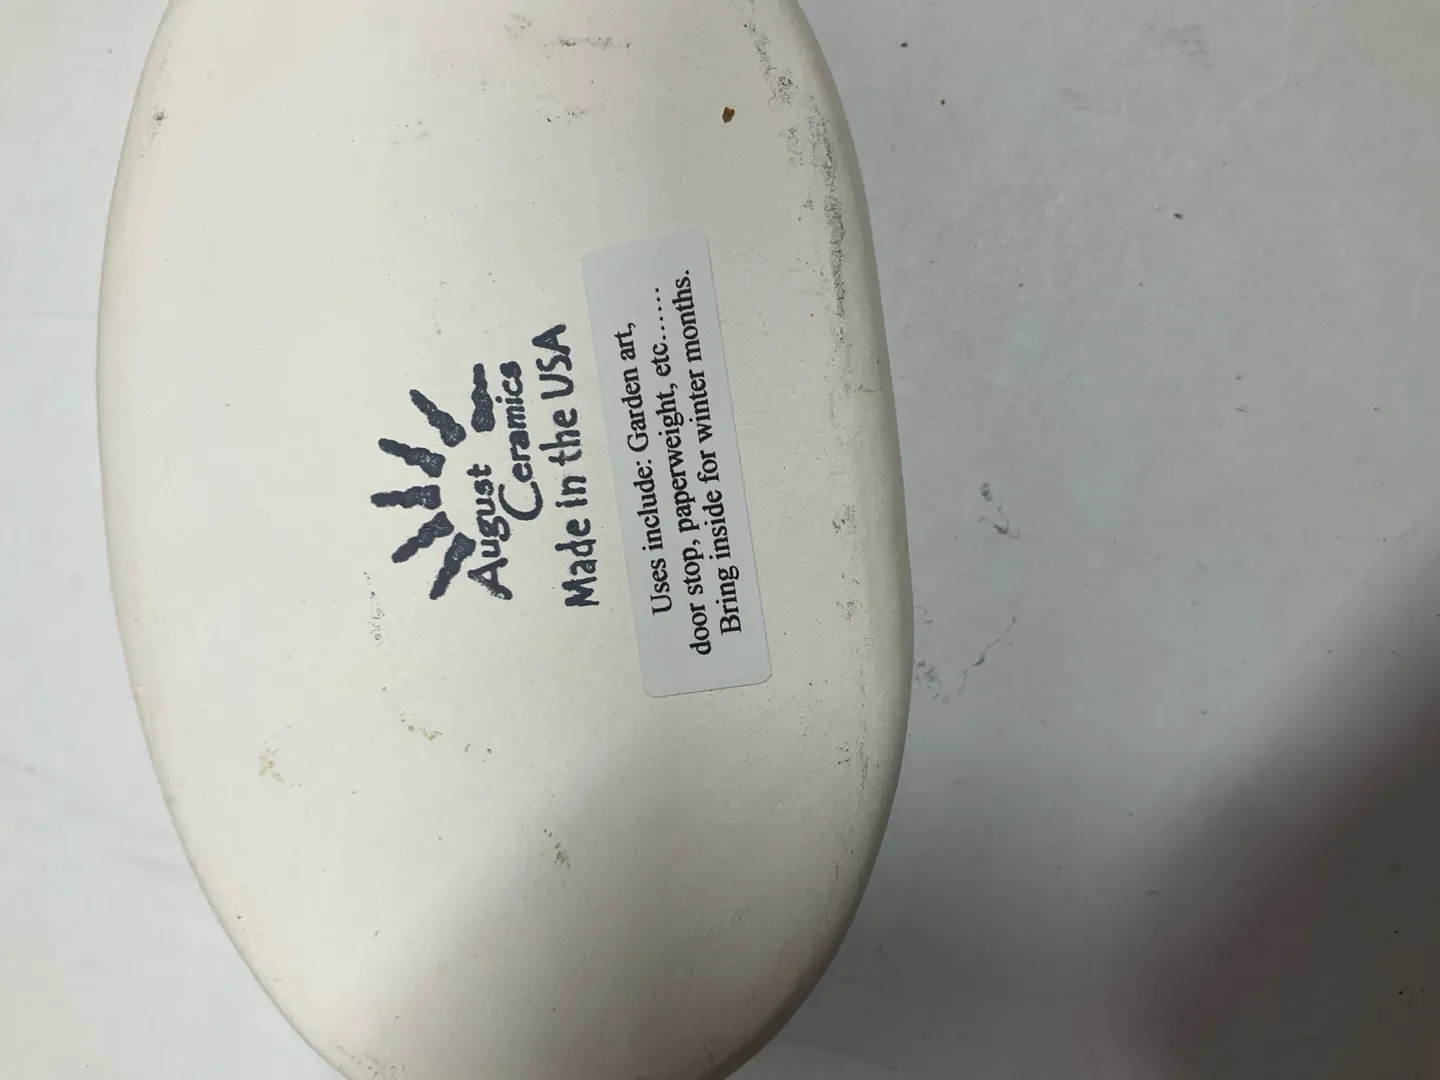 August
Ceramics
Made in the USA
Uses include: Garden art,
door stop, paperweight, etc......
Bring inside for winter months.